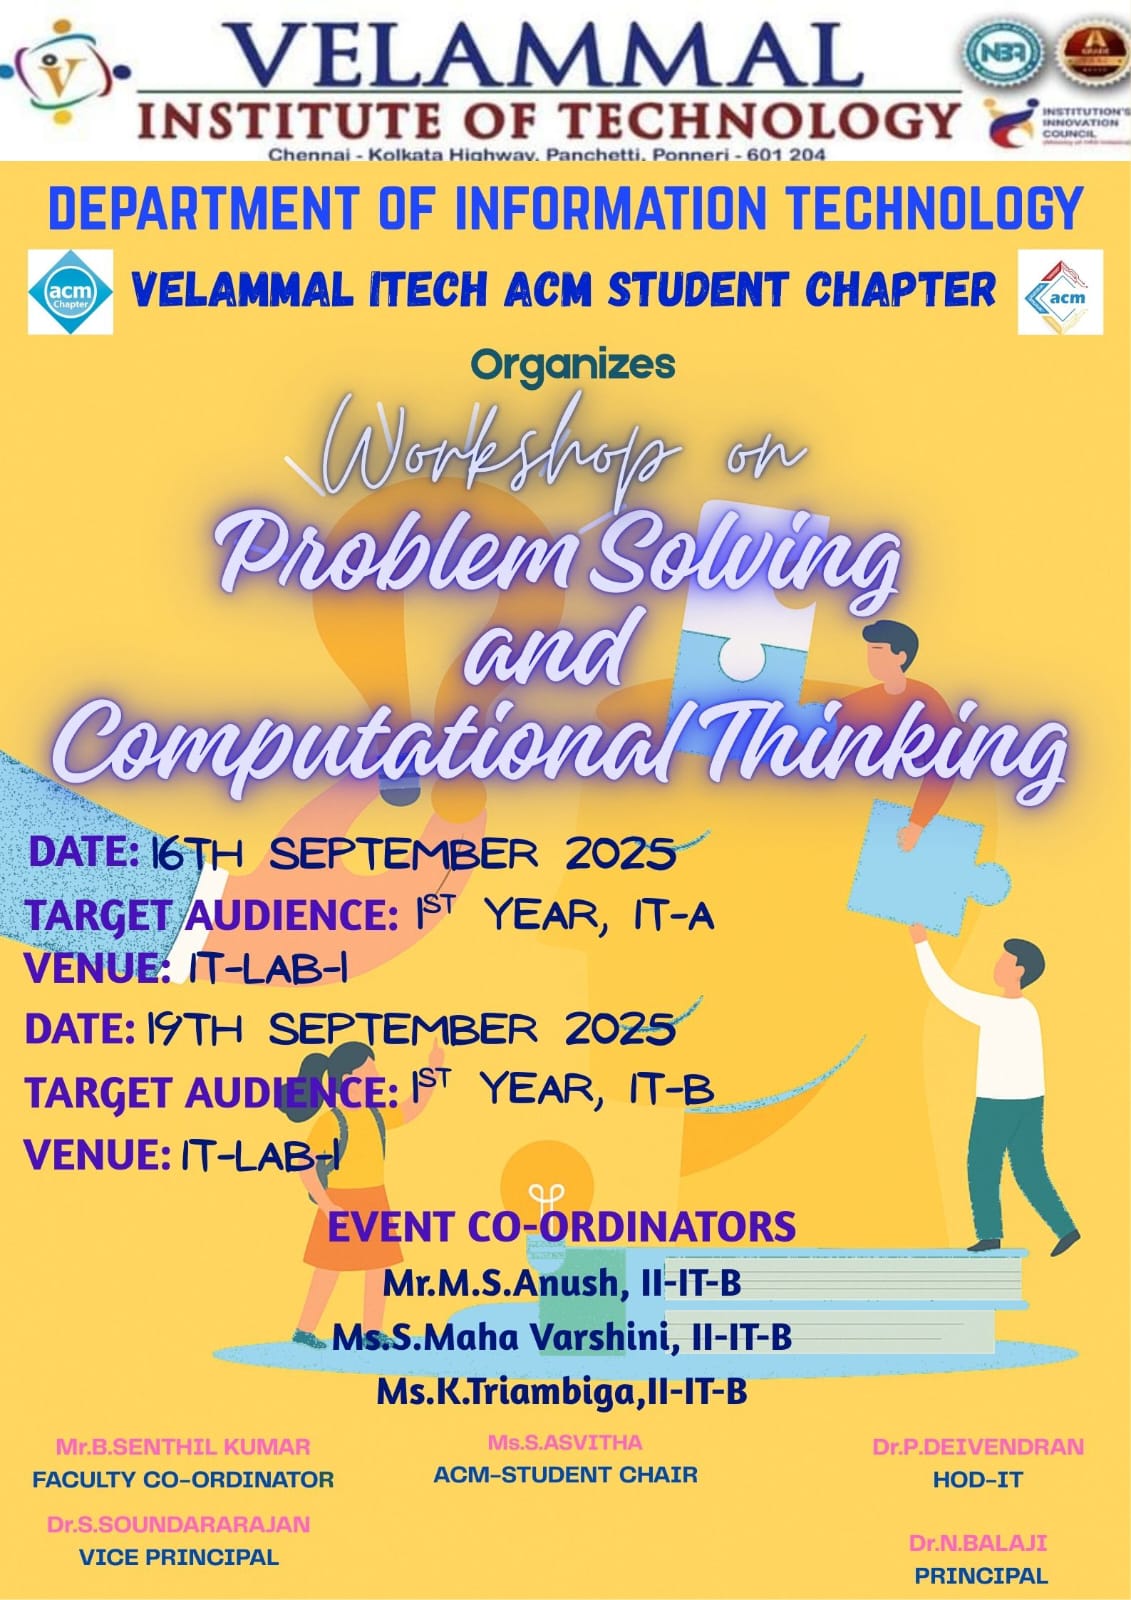 VELAMMAL
INSTITUTE OF TECHNOLOGY
Chennai - Kolkata Highway, Panchetti, Ponneri - 601 204
NBA
A
GRADE
INSTITUTION'S
INNOVATION
COUNCIL
DEPARTMENT OF INFORMATION TECHNOLOGY
acm
Chapter
VELAMMAL ITECH ACM STUDENT CHAPTER
acm
Organizes
Workshop on
Problem Solving
and
Computational Thinking
DATE: 16TH SEPTEMBER 2025
TARGET AUDIENCE: 1ST YEAR, IT-A
VENUE: IT-LAB-1
DATE: 19TH SEPTEMBER 2025
TARGET AUDIENCE: 1ST YEAR, IT-B
VENUE: IT-LAB-1
EVENT CO-ORDINATORS
Mr.M.S.Anush, II-IT-B
Ms.S.Maha Varshini, II-IT-B
Ms.K.Triambiga,II-IT-B
Mr.B.SENTHIL KUMAR
FACULTY CO-ORDINATOR
Ms.S.ASVITHA
ACM-STUDENT CHAIR
Dr.P.DEIVENDRAN
HOD-IT
Dr.S.SOUNDARARAJAN
VICE PRINCIPAL
Dr.N.BALAJI
PRINCIPAL